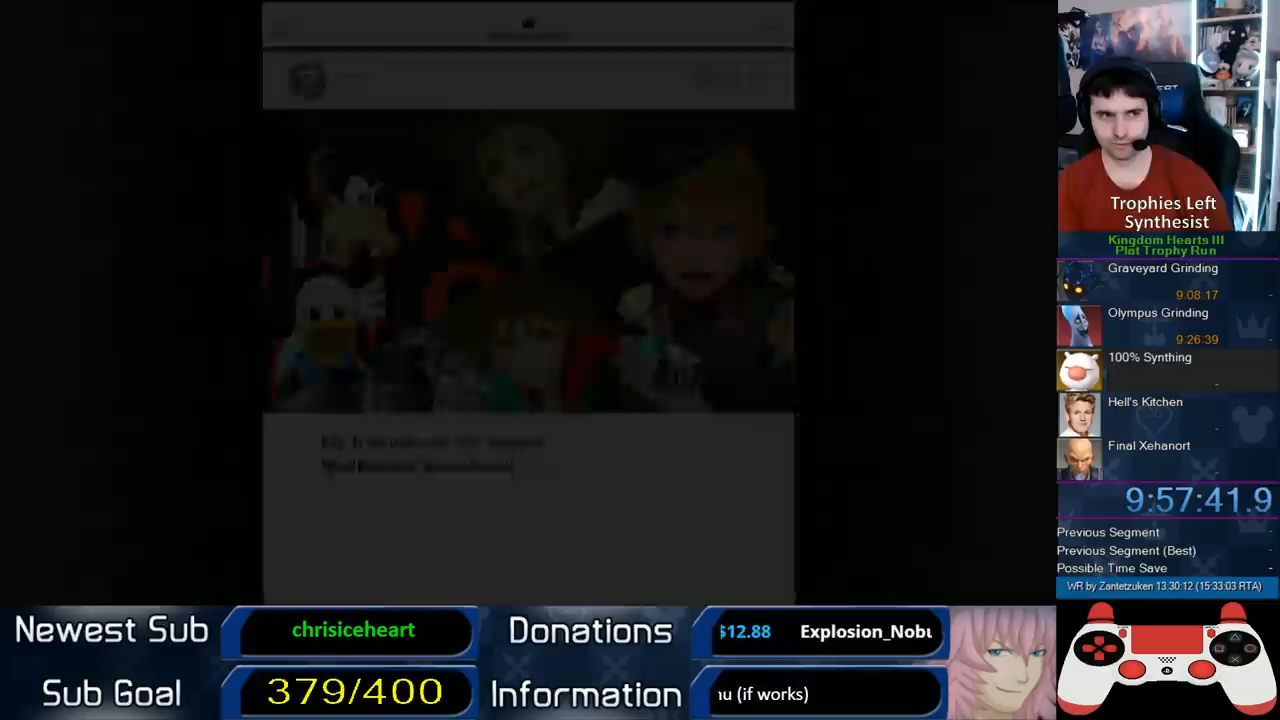 Trophies Left
Synthesist
Kingdom Hearts III
Plat Trophy Run
Graveyard Grinding
9:08:17
-
Olympus Grinding
9:26:39
-
100% Synthing
-
Hell's Kitchen
-
Final Xehanort
-
9:57:41.9
Previous Segment
-
Previous Segment (Best)
-
Possible Time Save
-
WR by Zantetzuken 13:30:12 (15:33:03 RTA)
Newest Sub
chrisiceheart
Donations
$12.88 Explosion_Nobu
Sub Goal
379/400
Information
(if works)